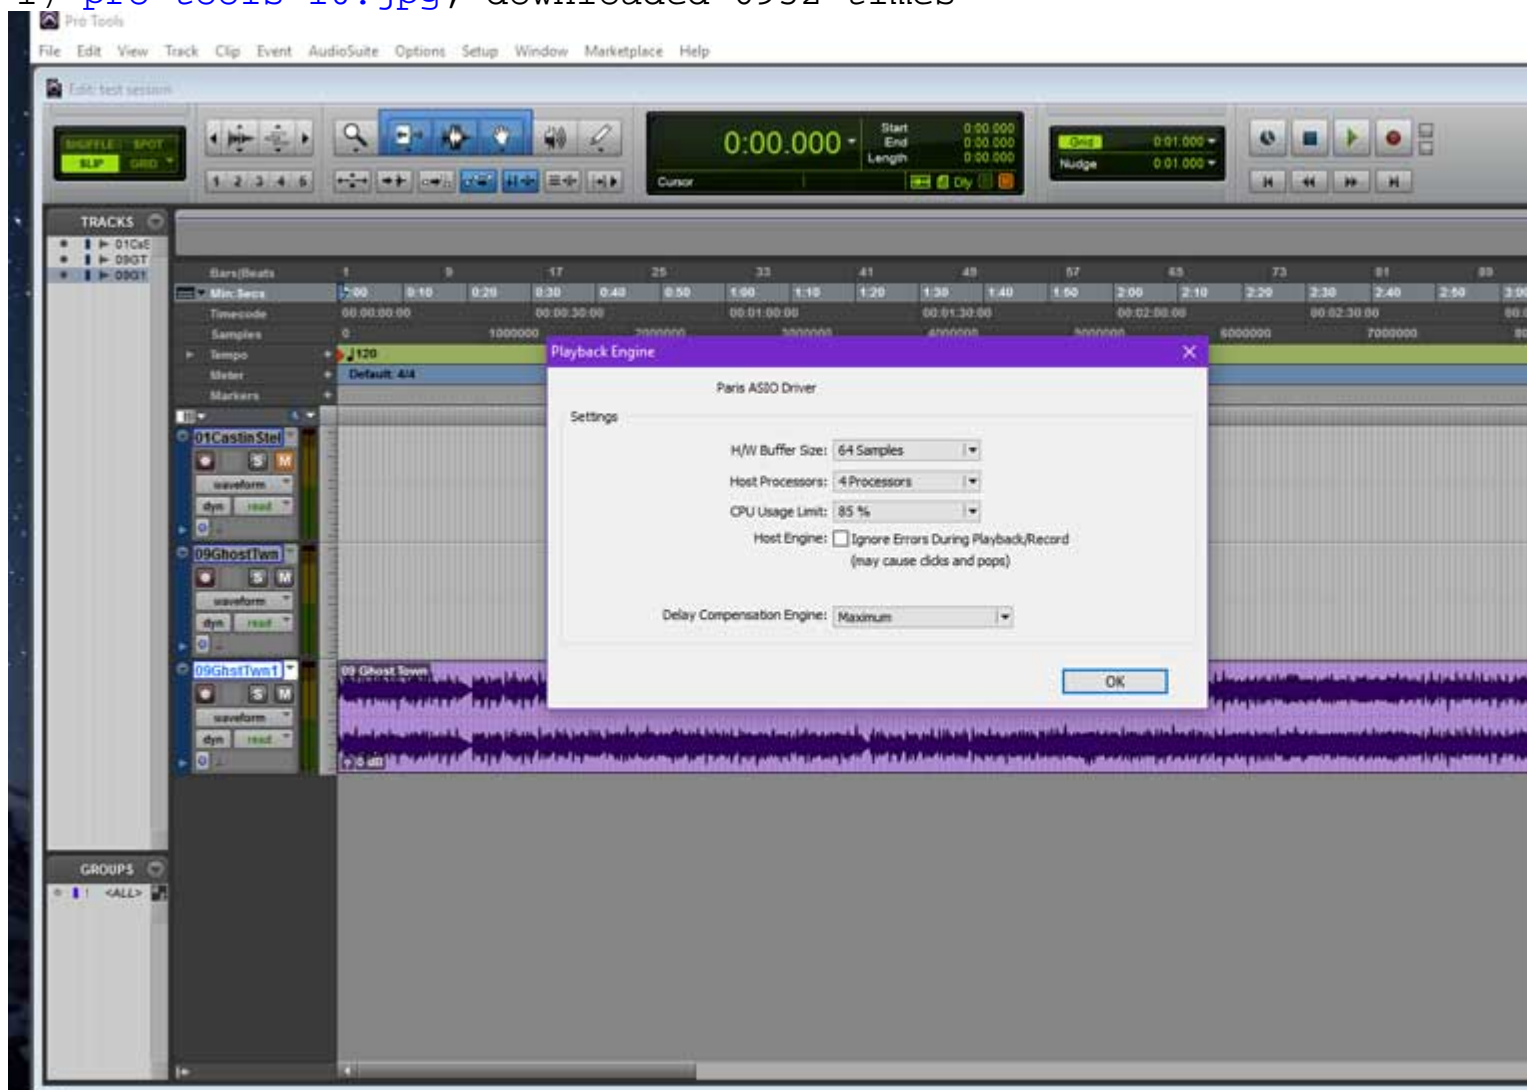 Pro Tools
File Edit View Track Clip Event AudioSuite Options Setup Window Marketplace Help
Edit: test session
SHUFFLE SPOT
SLIP GRID
1 2 3 4 5
0:00.000
Start 0:00.000
End 0:00.000
Length 0:00.000
Cursor
Dly
Grid 0:01.000
Nudge 0:01.000
TRACKS
Bars|Beats 1 9 17 25 33 41 49 57 65 73 81 89
Min:Secs 0:10 0:20 0:30 0:40 0:50 1:00 1:10 1:20 1:30 1:40 1:50 2:00 2:10 2:20 2:30 2:40 2:50
Timecode 00:00:00:00 00:00:30:00 00:01:00:00 00:01:30:00 00:02:00:00 00:02:30:00
Samples 0 1000000 2000000 3000000 4000000 5000000 6000000 7000000
Tempo 120
Meter Default: 4/4
Markers
Playback Engine
Paris ASIO Driver
Settings
H/W Buffer Size: 64 Samples
Host Processors: 4 Processors
CPU Usage Limit: 85 %
Host Engine: Ignore Errors During Playback/Record
(may cause clicks and pops)
Delay Compensation Engine: Maximum
OK
01CastinStel
S M
waveform
dyn read
09GhostTwn
S M
waveform
dyn read
09GhstTwn1
S M
waveform
dyn read
09 Ghost Town
0 dB
GROUPS
! <ALL>